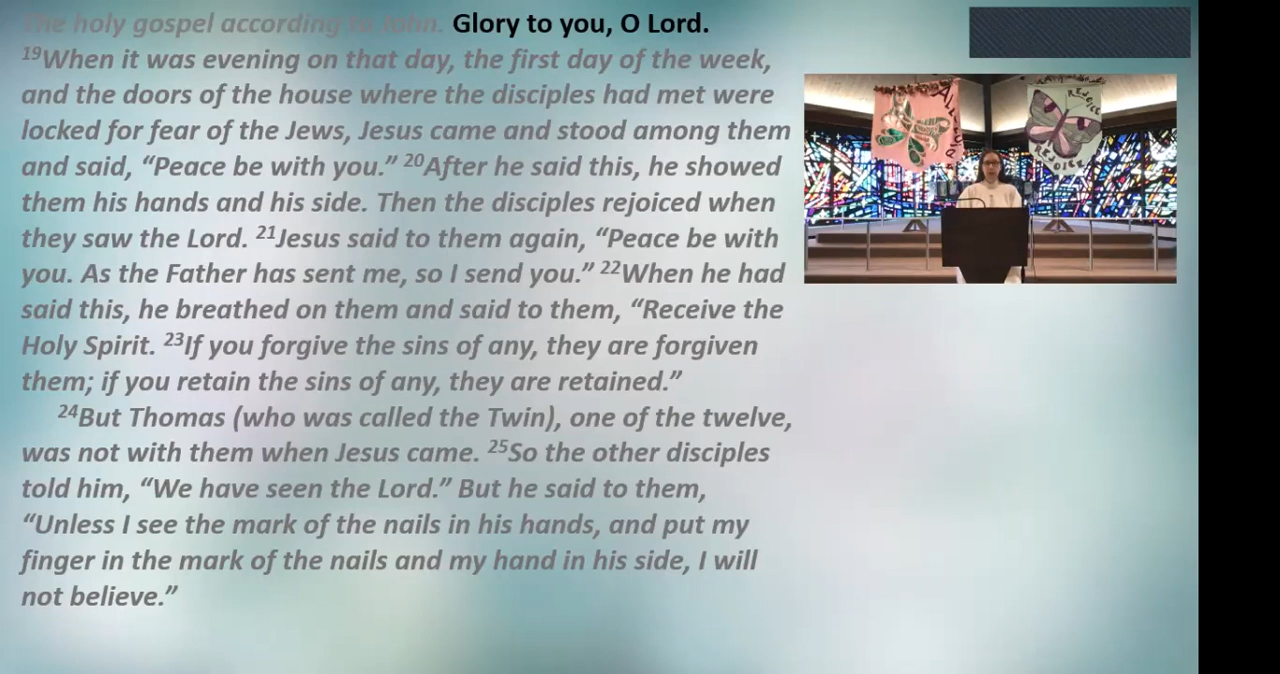 The holy gospel according to John. Glory to you, O Lord.
19When it was evening on that day, the first day of the week,
and the doors of the house where the disciples had met were
locked for fear of the Jews, Jesus came and stood among them
and said, “Peace be with you.” 20After he said this, he showed
them his hands and his side. Then the disciples rejoiced when
they saw the Lord. 21Jesus said to them again, “Peace be with
you. As the Father has sent me, so I send you.” 22When he had
said this, he breathed on them and said to them, “Receive the
Holy Spirit. 23If you forgive the sins of any, they are forgiven
them; if you retain the sins of any, they are retained.”
24But Thomas (who was called the Twin), one of the twelve,
was not with them when Jesus came. 25So the other disciples
told him, “We have seen the Lord.” But he said to them,
“Unless I see the mark of the nails in his hands, and put my
finger in the mark of the nails and my hand in his side, I will
not believe.”
ALLELUIA
REJOICE
REJOICE